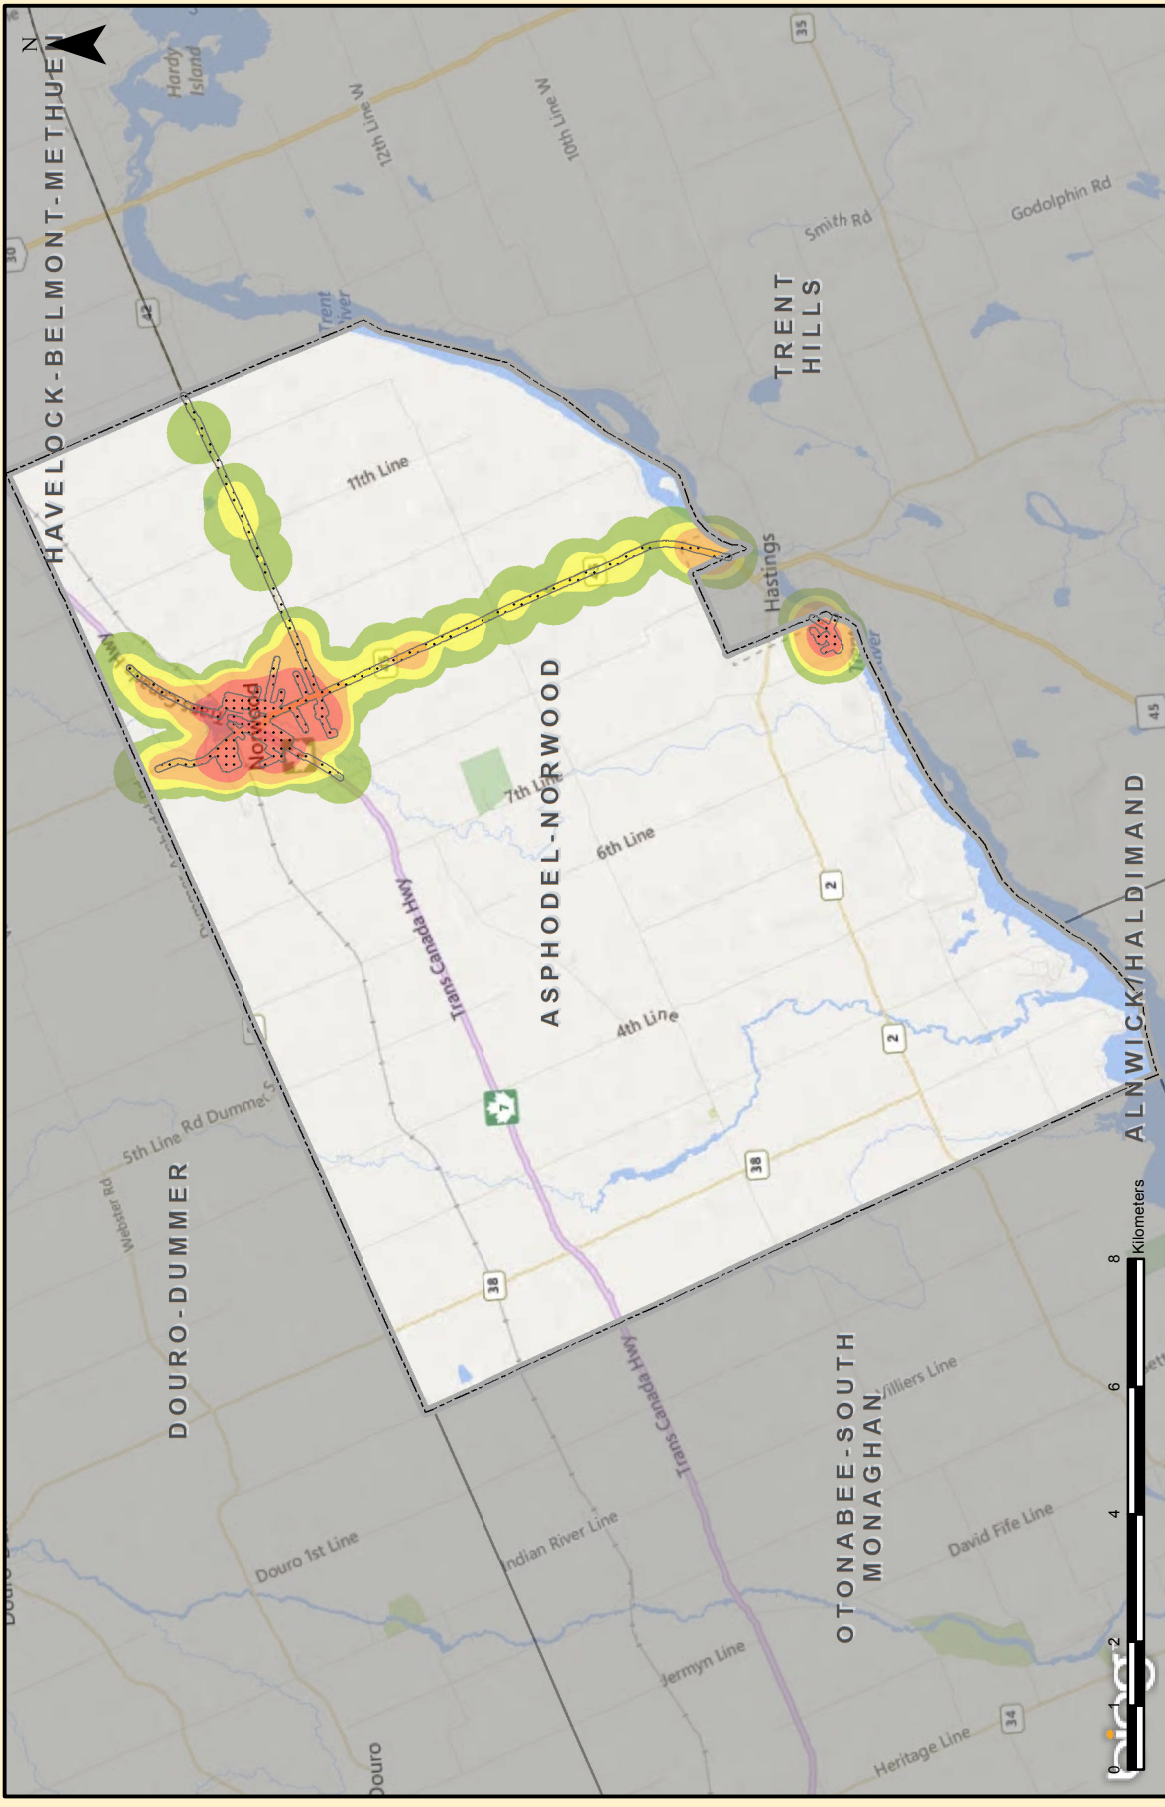 N
HAVELOCK-BELMONT-METHUEN
Hardy
Island
35
12th Line W
10th Line W
30
Smith Rd
Godolphin Rd
42
Trent
River
TRENT
HILLS
11th Line
Hastings
Norwood
45
45
ASPHODEL-NORWOOD
7th Line
6th Line
Trans Canada Hwy
2
4th Line
2
7
38
38
ALNWICK/HALDIMAND
5th Line Rd Dummer S
Webster Rd
DOURO-DUMMER
Trans Canada Hwy
OTONABEE-SOUTH
MONAGHAN
Villiers Line
Douro 1st Line
Indian River Line
David Fife Line
Jermyn Line
34
Heritage Line
Douro
bing
0 1 2 4 6 8
Kilometers